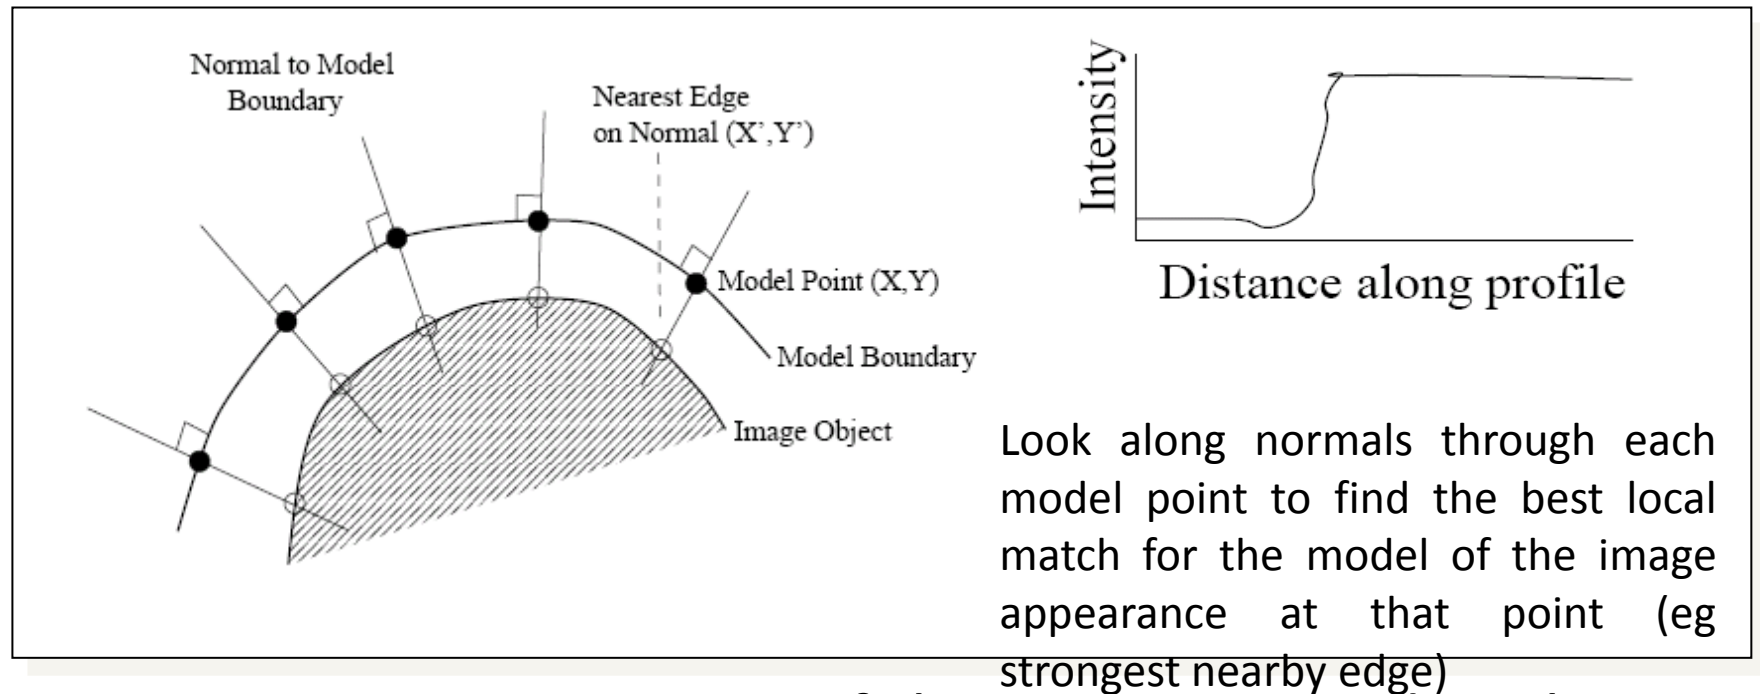 Normal to Model
Boundary
Nearest Edge
on Normal (X',Y')
Model Point (X,Y)
Model Boundary
Image Object
Intensity
Distance along profile
Look along normals through each
model point to find the best local
match for the model of the image
appearance at that point (eg
strongest nearby edge)